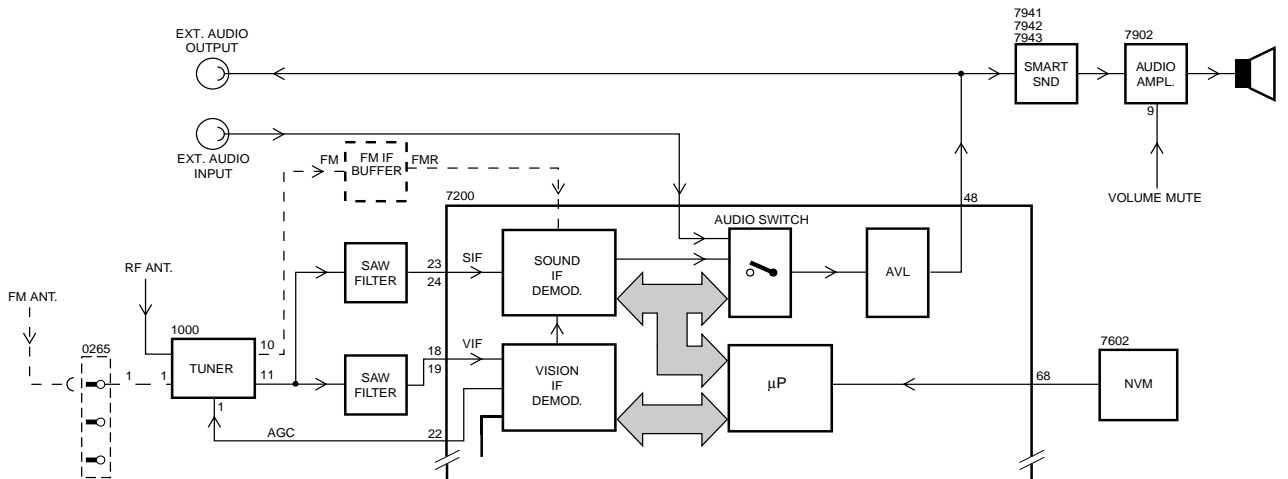 7941
7942
7943
7902
EXT. AUDIO
OUTPUT
SMART
SND
AUDIO
AMPL.
9
EXT. AUDIO
INPUT
FM
FM IF
BUFFER
FMR
VOLUME MUTE
7200
48
AUDIO SWITCH
RF ANT.
SAW
FILTER
23
24
SIF
SOUND
IF
DEMOD.
AVL
FM ANT.
0265
1000
TUNER
10
11
1
1
1
SAW
FILTER
18
19
VIF
VISION
IF
DEMOD.
µP
68
7602
NVM
AGC
22